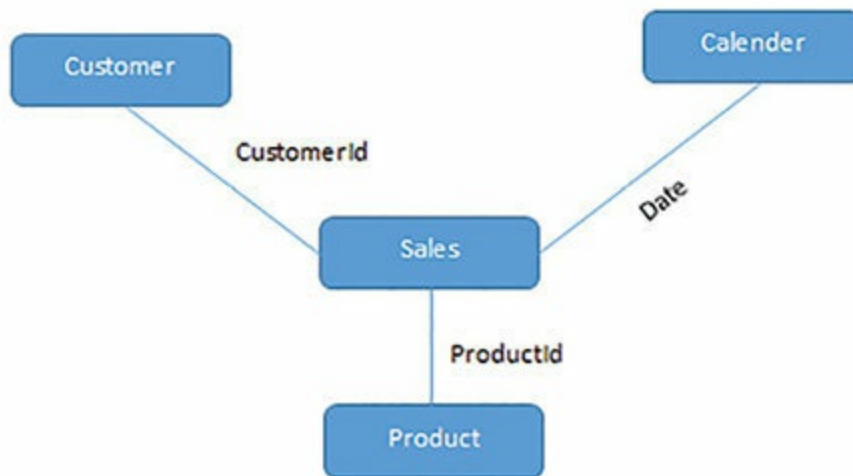 Calender
Customer
CustomerId
Date
Sales
ProductId
Product